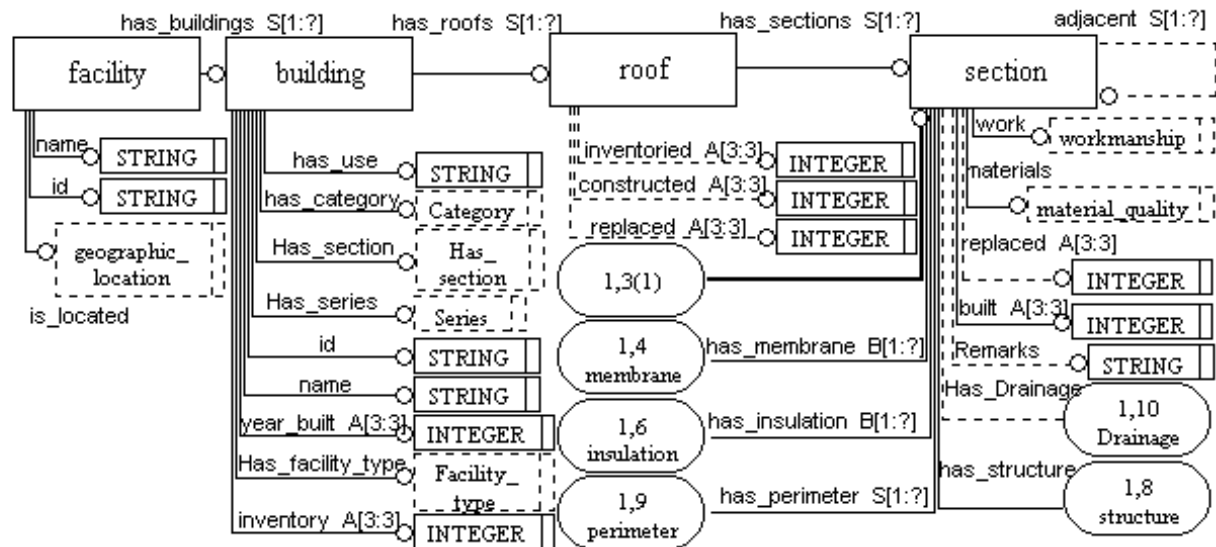 has_buildings S[1:?]
has_roofs S[1:?]
has_sections S[1:?]
adjacent S[1:?]
facility
building
roof
section
name
STRING
id
STRING
geographic_
location
is_located
has_use
STRING
has_category
Category
Has_section
Has_
section
Has_series
Series
id
STRING
name
STRING
year_built A[3:3]
INTEGER
Has_facility_type
Facility_
type
inventory A[3:3]
INTEGER
inventoried A[3:3]
INTEGER
constructed A[3:3]
INTEGER
replaced A[3:3]
INTEGER
1,3(1)
1,4
membrane
has_membrane B[1:?]
1,6
insulation
has_insulation B[1:?]
1,9
perimeter
has_perimeter S[1:?]
work
workmanship
materials
material_quality
replaced A[3:3]
INTEGER
built A[3:3]
INTEGER
Remarks
STRING
Has_Drainage
1,10
Drainage
has_structure
1,8
structure